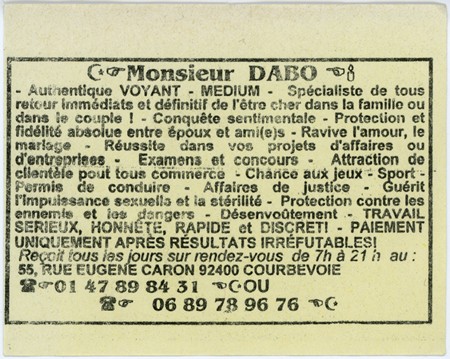 Monsieur DABO
- Authentique VOYANT - MEDIUM - Spécialiste de tous
retour immédiats et définitif de l'être cher dans la famille ou
dans le couple ! - Conquête sentimentale - Protection et
fidélité absolue entre époux et ami(e)s - Ravive l'amour, le
mariage - Réussite dans vos projets d'affaires ou
d'entreprises - Examens et concours - Attraction de
clientèle pout tous commerce - Chance aux jeux - Sport -
Permis de conduire - Affaires de justice - Guérit
l'impuissance sexuelle et la stérilité - Protection contre les
ennemis et les dangers - Désenvoûtement - TRAVAIL
SERIEUX, HONNÊTE, RAPIDE et DISCRET! - PAIEMENT
UNIQUEMENT APRÈS RÉSULTATS IRRÉFUTABLES!
Reçoit tous les jours sur rendez-vous de 7h à 21 h au :
55, RUE EUGENE CARON 92400 COURBEVOIE
☎☞01 47 89 84 31 ☜☪OU
☎☞ 06 89 78 96 76 ☜☪